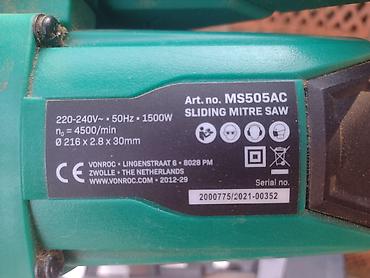 Art.no. MS505AC
SLIDING MITRE SAW
220-240V~ • 50Hz • 1500W
n₀ = 4500/min
Ø 216 x 2.8 x 30mm
CE
VONROC • LINGENSTRAAT 6 • 8028 PM
ZWOLLE • THE NETHERLANDS
WWW.VONROC.COM • 2012-29
Serial no.
2000775/2021-00352